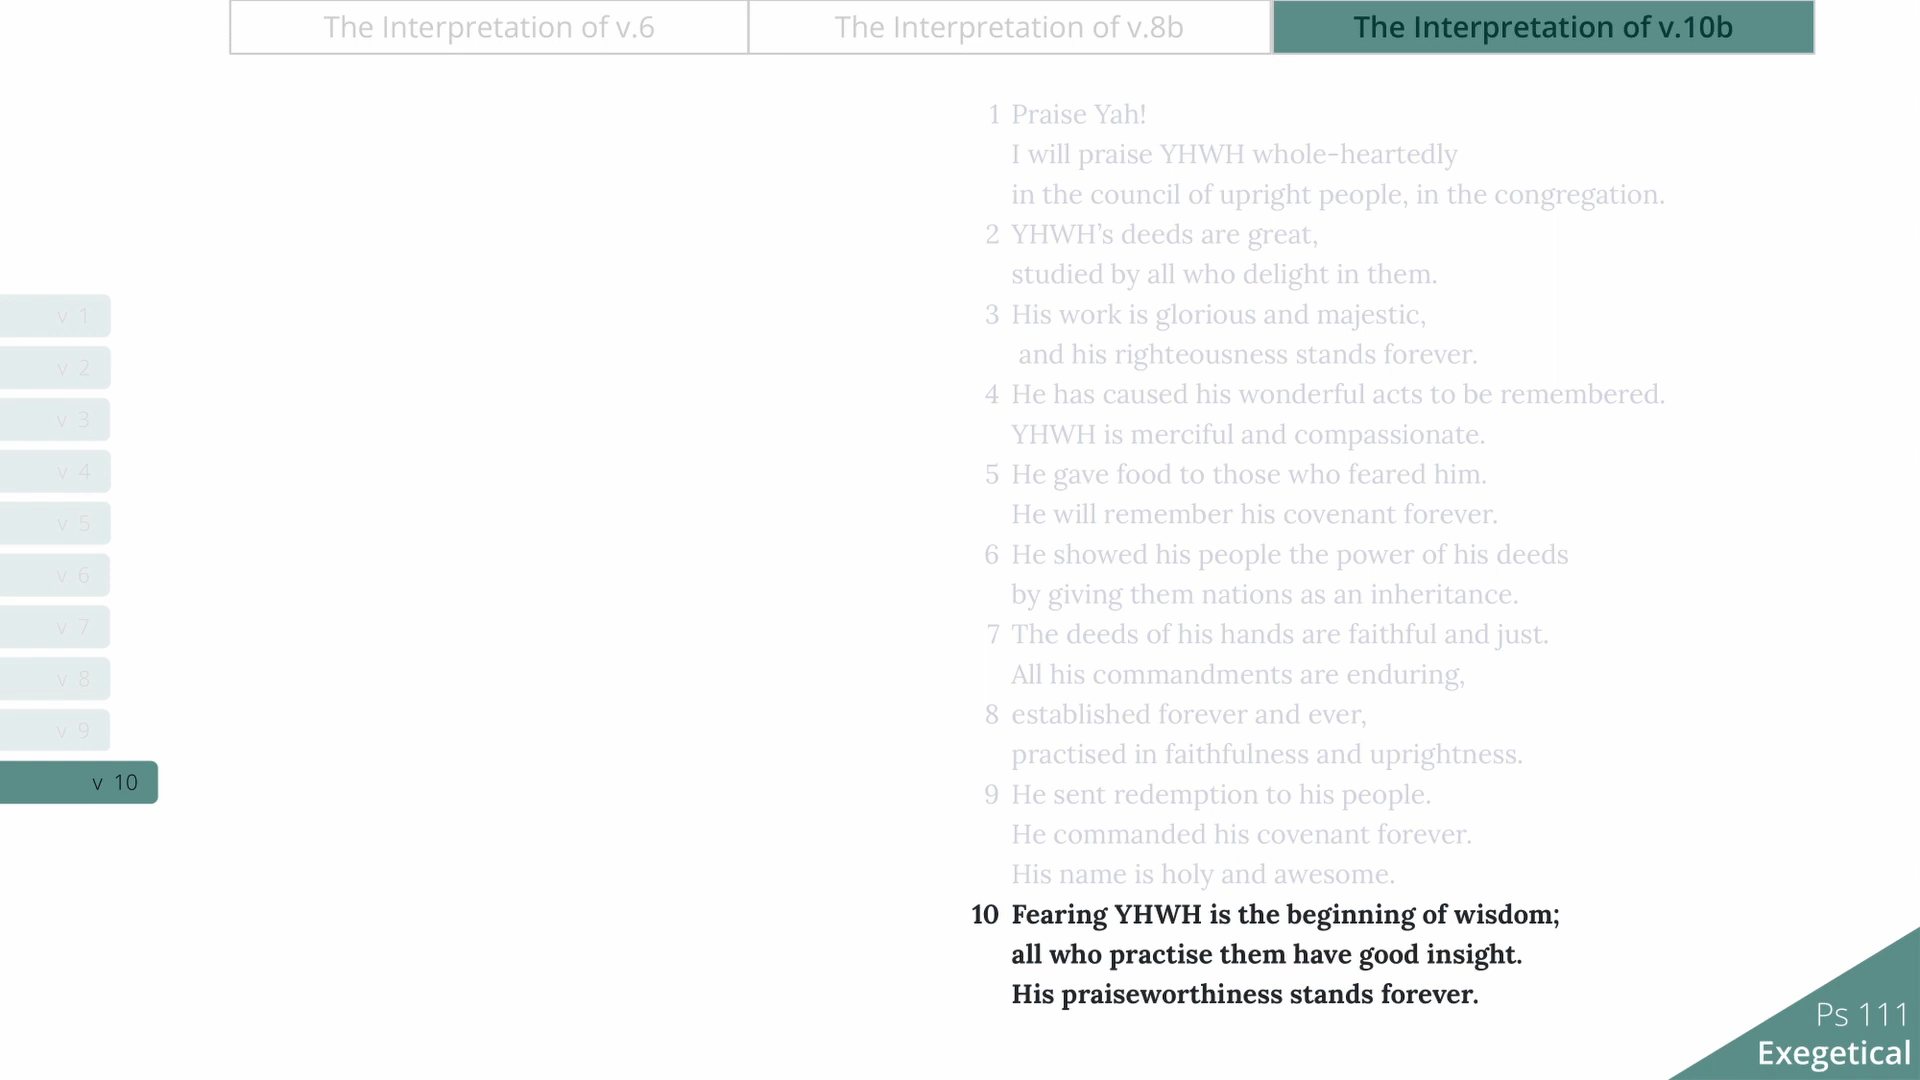 The Interpretation of v.6
The Interpretation of v.8b
The Interpretation of v.10b
1 Praise Yah!
I will praise YHWH whole-heartedly
in the council of upright people, in the congregation.
2 YHWH’s deeds are great,
studied by all who delight in them.
3 His work is glorious and majestic,
and his righteousness stands forever.
4 He has caused his wonderful acts to be remembered.
YHWH is merciful and compassionate.
5 He gave food to those who feared him.
He will remember his covenant forever.
6 He showed his people the power of his deeds
by giving them nations as an inheritance.
7 The deeds of his hands are faithful and just.
All his commandments are enduring,
8 established forever and ever,
practised in faithfulness and uprightness.
9 He sent redemption to his people.
He commanded his covenant forever.
His name is holy and awesome.
10 Fearing YHWH is the beginning of wisdom;
all who practise them have good insight.
His praiseworthiness stands forever.
v 1
v 2
v 3
v 4
v 5
v 6
v 7
v 8
v 9
v 10
Ps 111
Exegetical